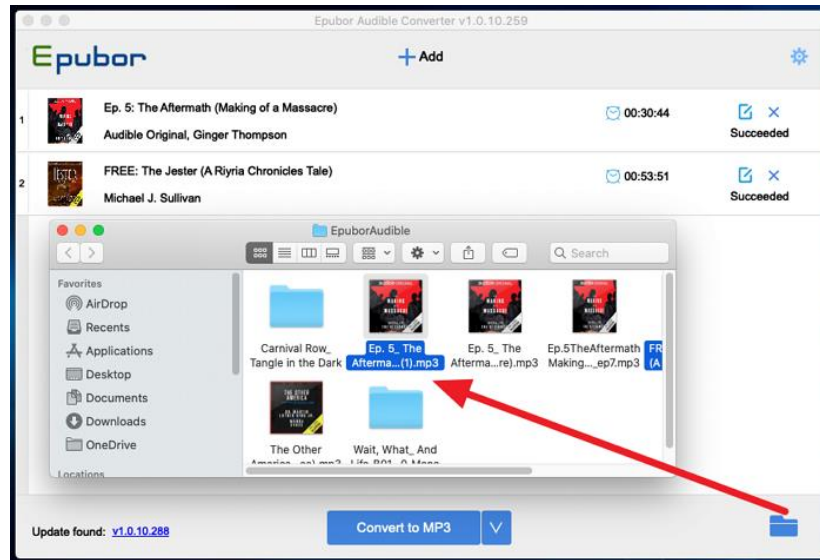 Epubor Audible Converter v1.0.10.259
Epubor
Add
1
Ep. 5: The Aftermath (Making of a Massacre)
00:30:44
Audible Original, Ginger Thompson
Succeeded
2
FREE: The Jester (A Riyria Chronicles Tale)
00:53:51
Michael J. Sullivan
Succeeded
EpuborAudible
Search
Favorites
AirDrop
Recents
Applications
Desktop
Documents
Downloads
OneDrive
Locations
Carnival Row_
Tangle in the Dark
Ep. 5_ The
Afterma...(1).mp3
Ep. 5_ The
Afterma...re).mp3
Ep.5TheAftermath
Making..._ep7.mp3
FR
(A
The Other
Wait, What_ And
Update found: v1.0.10.288
Convert to MP3